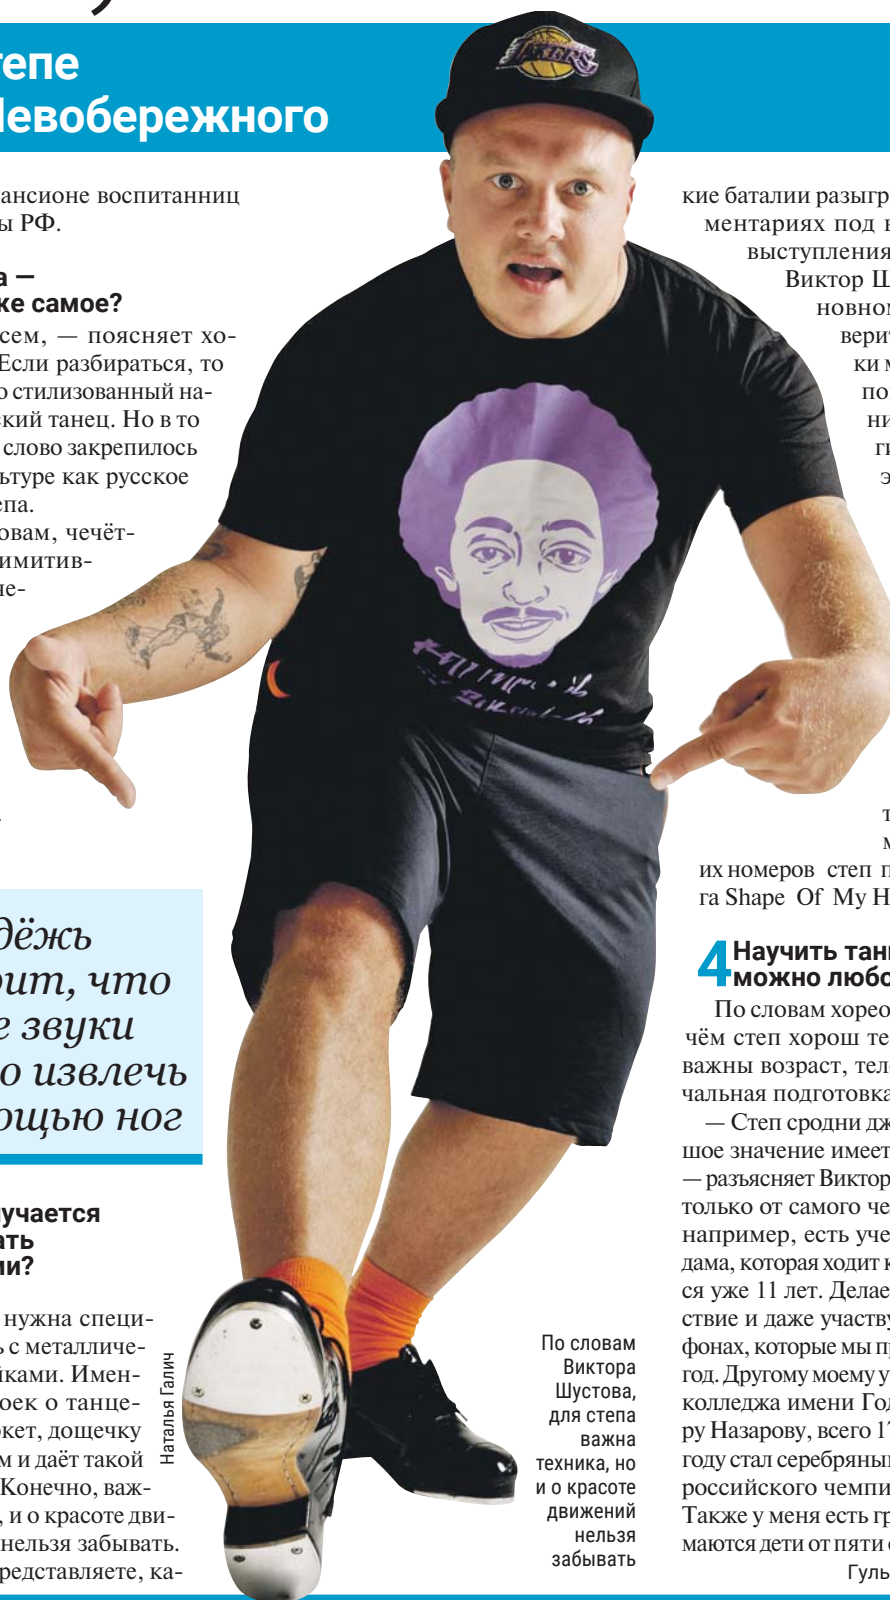 тепе
Левобережного
ансионе воспитанниц
ы РФ.
а —
же самое?
сем, — поясняет хо-
Если разбираться, то
о стилизованный на-
ский танец. Но в то
слово закрепилось
ьтуре как русское
епа.
овам, чечёт-
имитив-
че-
дёжь
рит, что
е звуки
о извлечь
ощью ног
лучается
ать
ии?
нужна специ-
ь с металличе-
йками. Имен-
оек о танце-
жет, дощечку
м и даёт такой
Конечно, важ-
, и о красоте дви-
нельзя забывать.
редставляете, ка-
Наталья Галич
LAKERS
По словам
Виктора
Шустова,
для степа
важна
техника, но
и о красоте
движений
нельзя
забывать
кие баталии разыгр
ментариях под в
выступления
Виктор Ш
новном
верит
ки м
по
ни
ги
э
т
м
их номеров степ п
га Shape Of My H
4 Научить тан
можно любо
По словам хорео
чём степ хорош те
важны возраст, тел
чальная подготовка
— Степ сродни дж
шое значение имеет
— разъясняет Виктор
только от самого че
например, есть уче
дама, которая ходит к
ся уже 11 лет. Делае
ствие и даже участву
фонах, которые мы пр
год. Другому моему у
колледжа имени Год
ру Назарову, всего 17
году стал серебряным
российского чемпи
Также у меня есть гр
маются дети от пяти
Гуль